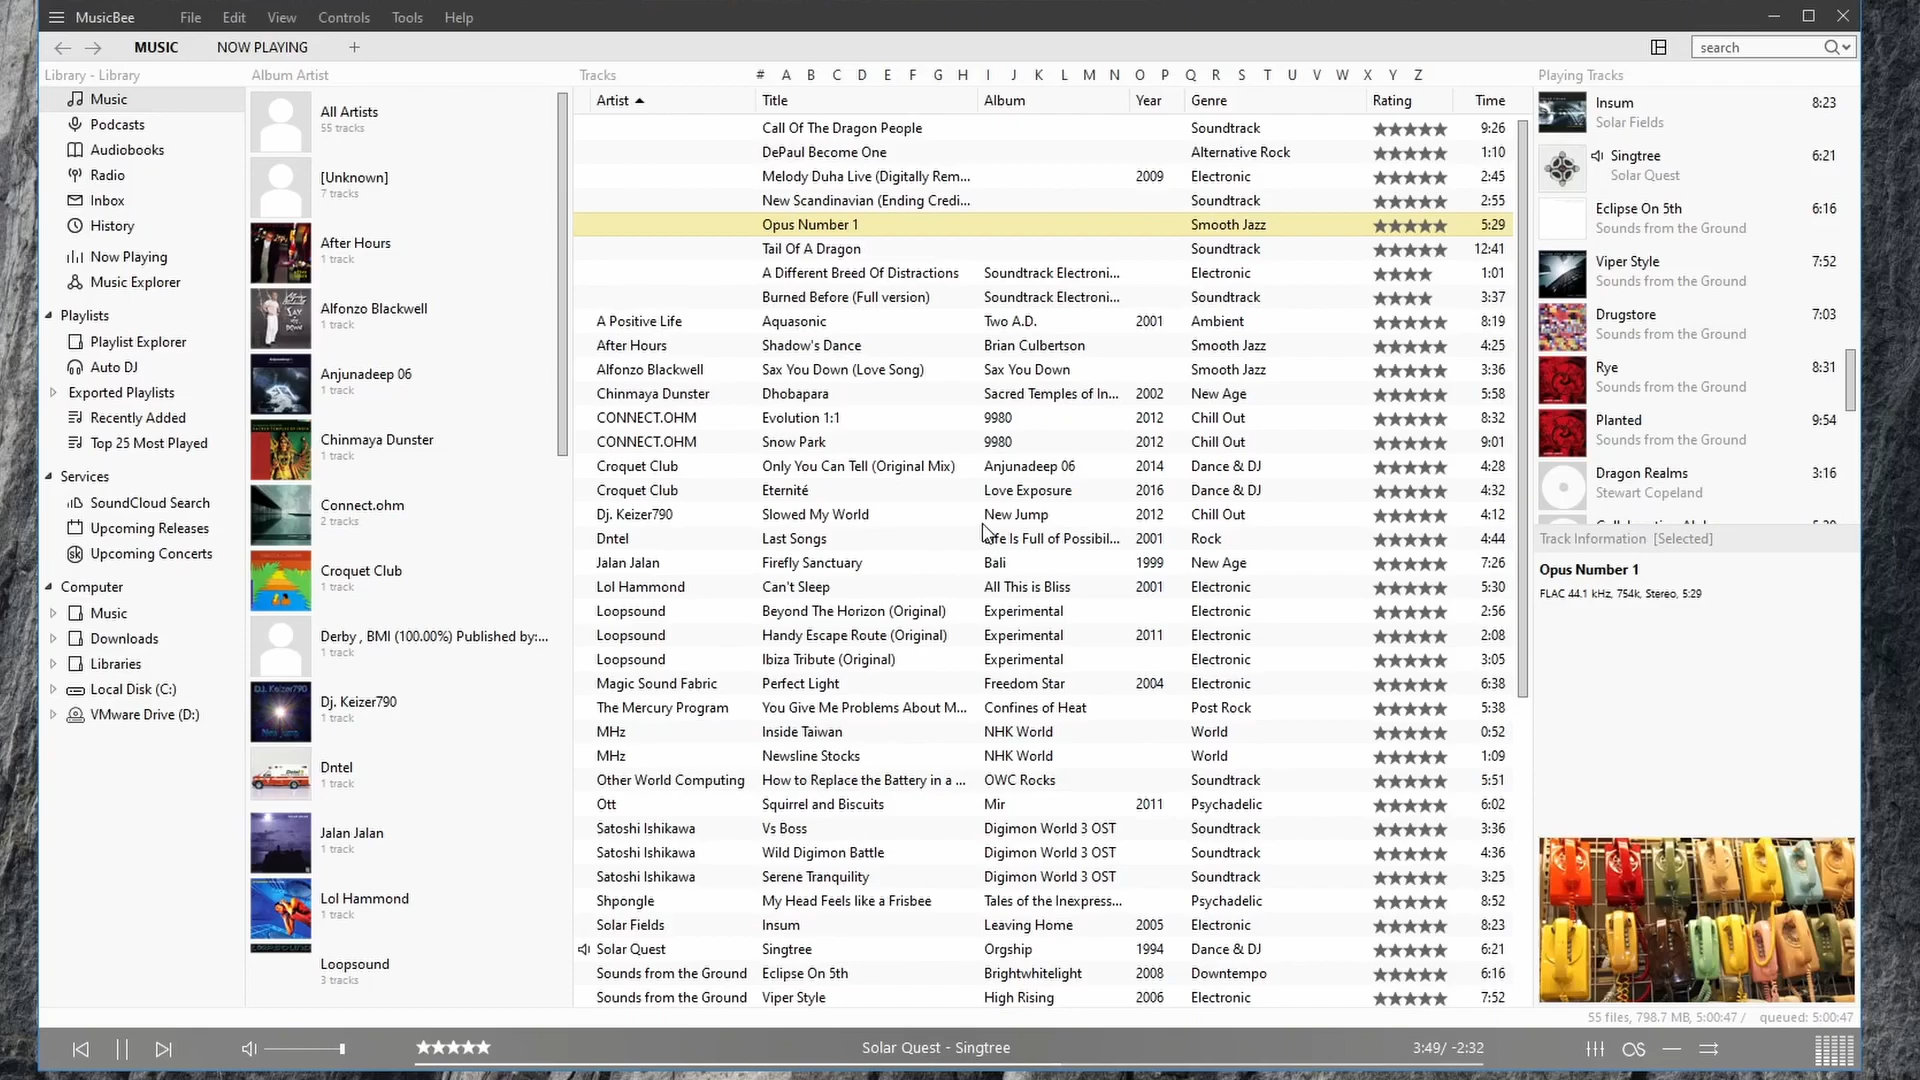 MusicBee File Edit View Controls Tools Help
MUSIC NOW PLAYING +
search
Library - Library
Music
Podcasts
Audiobooks
Radio
Inbox
History
Now Playing
Music Explorer
Playlists
Playlist Explorer
Auto DJ
Exported Playlists
Recently Added
Top 25 Most Played
Services
SoundCloud Search
Upcoming Releases
Upcoming Concerts
Computer
Music
Downloads
Libraries
Local Disk (C:)
VMware Drive (D:)
Album Artist
All Artists
55 tracks
[Unknown]
7 tracks
After Hours
1 track
Alfonzo Blackwell
1 track
Anjunadeep 06
1 track
Chinmaya Dunster
1 track
Connect.ohm
2 tracks
Croquet Club
1 track
Derby , BMI (100.00%) Published by:...
1 track
Dj. Keizer790
1 track
Dntel
1 track
Jalan Jalan
1 track
Lol Hammond
1 track
Loopsound
3 tracks
Tracks # A B C D E F G H I J K L M N O P Q R S T U V W X Y Z
Artist Title Album Year Genre Rating Time
Call Of The Dragon People Soundtrack 9:26
DePaul Become One Alternative Rock 1:10
Melody Duha Live (Digitally Rem... 2009 Electronic 2:45
New Scandinavian (Ending Credi... Soundtrack 2:55
Opus Number 1 Smooth Jazz 5:29
Tail Of A Dragon Soundtrack 12:41
A Different Breed Of Distractions Soundtrack Electroni... Electronic 1:01
Burned Before (Full version) Soundtrack Electroni... Soundtrack 3:37
A Positive Life Aquasonic Two A.D. 2001 Ambient 8:19
After Hours Shadow's Dance Brian Culbertson Smooth Jazz 4:25
Alfonzo Blackwell Sax You Down (Love Song) Sax You Down Smooth Jazz 3:36
Chinmaya Dunster Dhobapara Sacred Temples of In... 2002 New Age 5:58
CONNECT.OHM Evolution 1:1 9980 2012 Chill Out 8:32
CONNECT.OHM Snow Park 9980 2012 Chill Out 9:01
Croquet Club Only You Can Tell (Original Mix) Anjunadeep 06 2014 Dance & DJ 4:28
Croquet Club Eternité Love Exposure 2016 Dance & DJ 4:32
Dj. Keizer790 Slowed My World New Jump 2012 Chill Out 4:12
Dntel Last Songs Is Full of Possibil... 2001 Rock 4:44
Jalan Jalan Firefly Sanctuary Bali 1999 New Age 7:26
Lol Hammond Can't Sleep All This is Bliss 2001 Electronic 5:30
Loopsound Beyond The Horizon (Original) Experimental Electronic 2:56
Loopsound Handy Escape Route (Original) Experimental 2011 Electronic 2:08
Loopsound Ibiza Tribute (Original) Experimental Electronic 3:05
Magic Sound Fabric Perfect Light Freedom Star 2004 Electronic 6:38
The Mercury Program You Give Me Problems About M... Confines of Heat Post Rock 5:38
MHz Inside Taiwan NHK World World 0:52
MHz Newsline Stocks NHK World World 1:09
Other World Computing How to Replace the Battery in a ... OWC Rocks Soundtrack 5:51
Ott Squirrel and Biscuits Mir 2011 Psychadelic 6:02
Satoshi Ishikawa Vs Boss Digimon World 3 OST Soundtrack 3:36
Satoshi Ishikawa Wild Digimon Battle Digimon World 3 OST Soundtrack 4:36
Satoshi Ishikawa Serene Tranquility Digimon World 3 OST Soundtrack 3:25
Shpongle My Head Feels like a Frisbee Tales of the Inexpress... Psychadelic 8:52
Solar Fields Insum Leaving Home 2005 Electronic 8:23
Solar Quest Singtree Orgship 1994 Dance & DJ 6:21
Sounds from the Ground Eclipse On 5th Brightwhitelight 2008 Downtempo 6:16
Sounds from the Ground Viper Style High Rising 2006 Electronic 7:52
Playing Tracks
Insum 8:23
Solar Fields
Singtree 6:21
Solar Quest
Eclipse On 5th 6:16
Sounds from the Ground
Viper Style 7:52
Sounds from the Ground
Drugstore 7:03
Sounds from the Ground
Rye 8:31
Sounds from the Ground
Planted 9:54
Sounds from the Ground
Dragon Realms 3:16
Stewart Copeland
Track Information [Selected]
Opus Number 1
FLAC 44.1 kHz, 754k, Stereo, 5:29
55 files, 798.7 MB, 5:00:47 / queued: 5:00:47
Solar Quest - Singtree 3:49/ -2:32